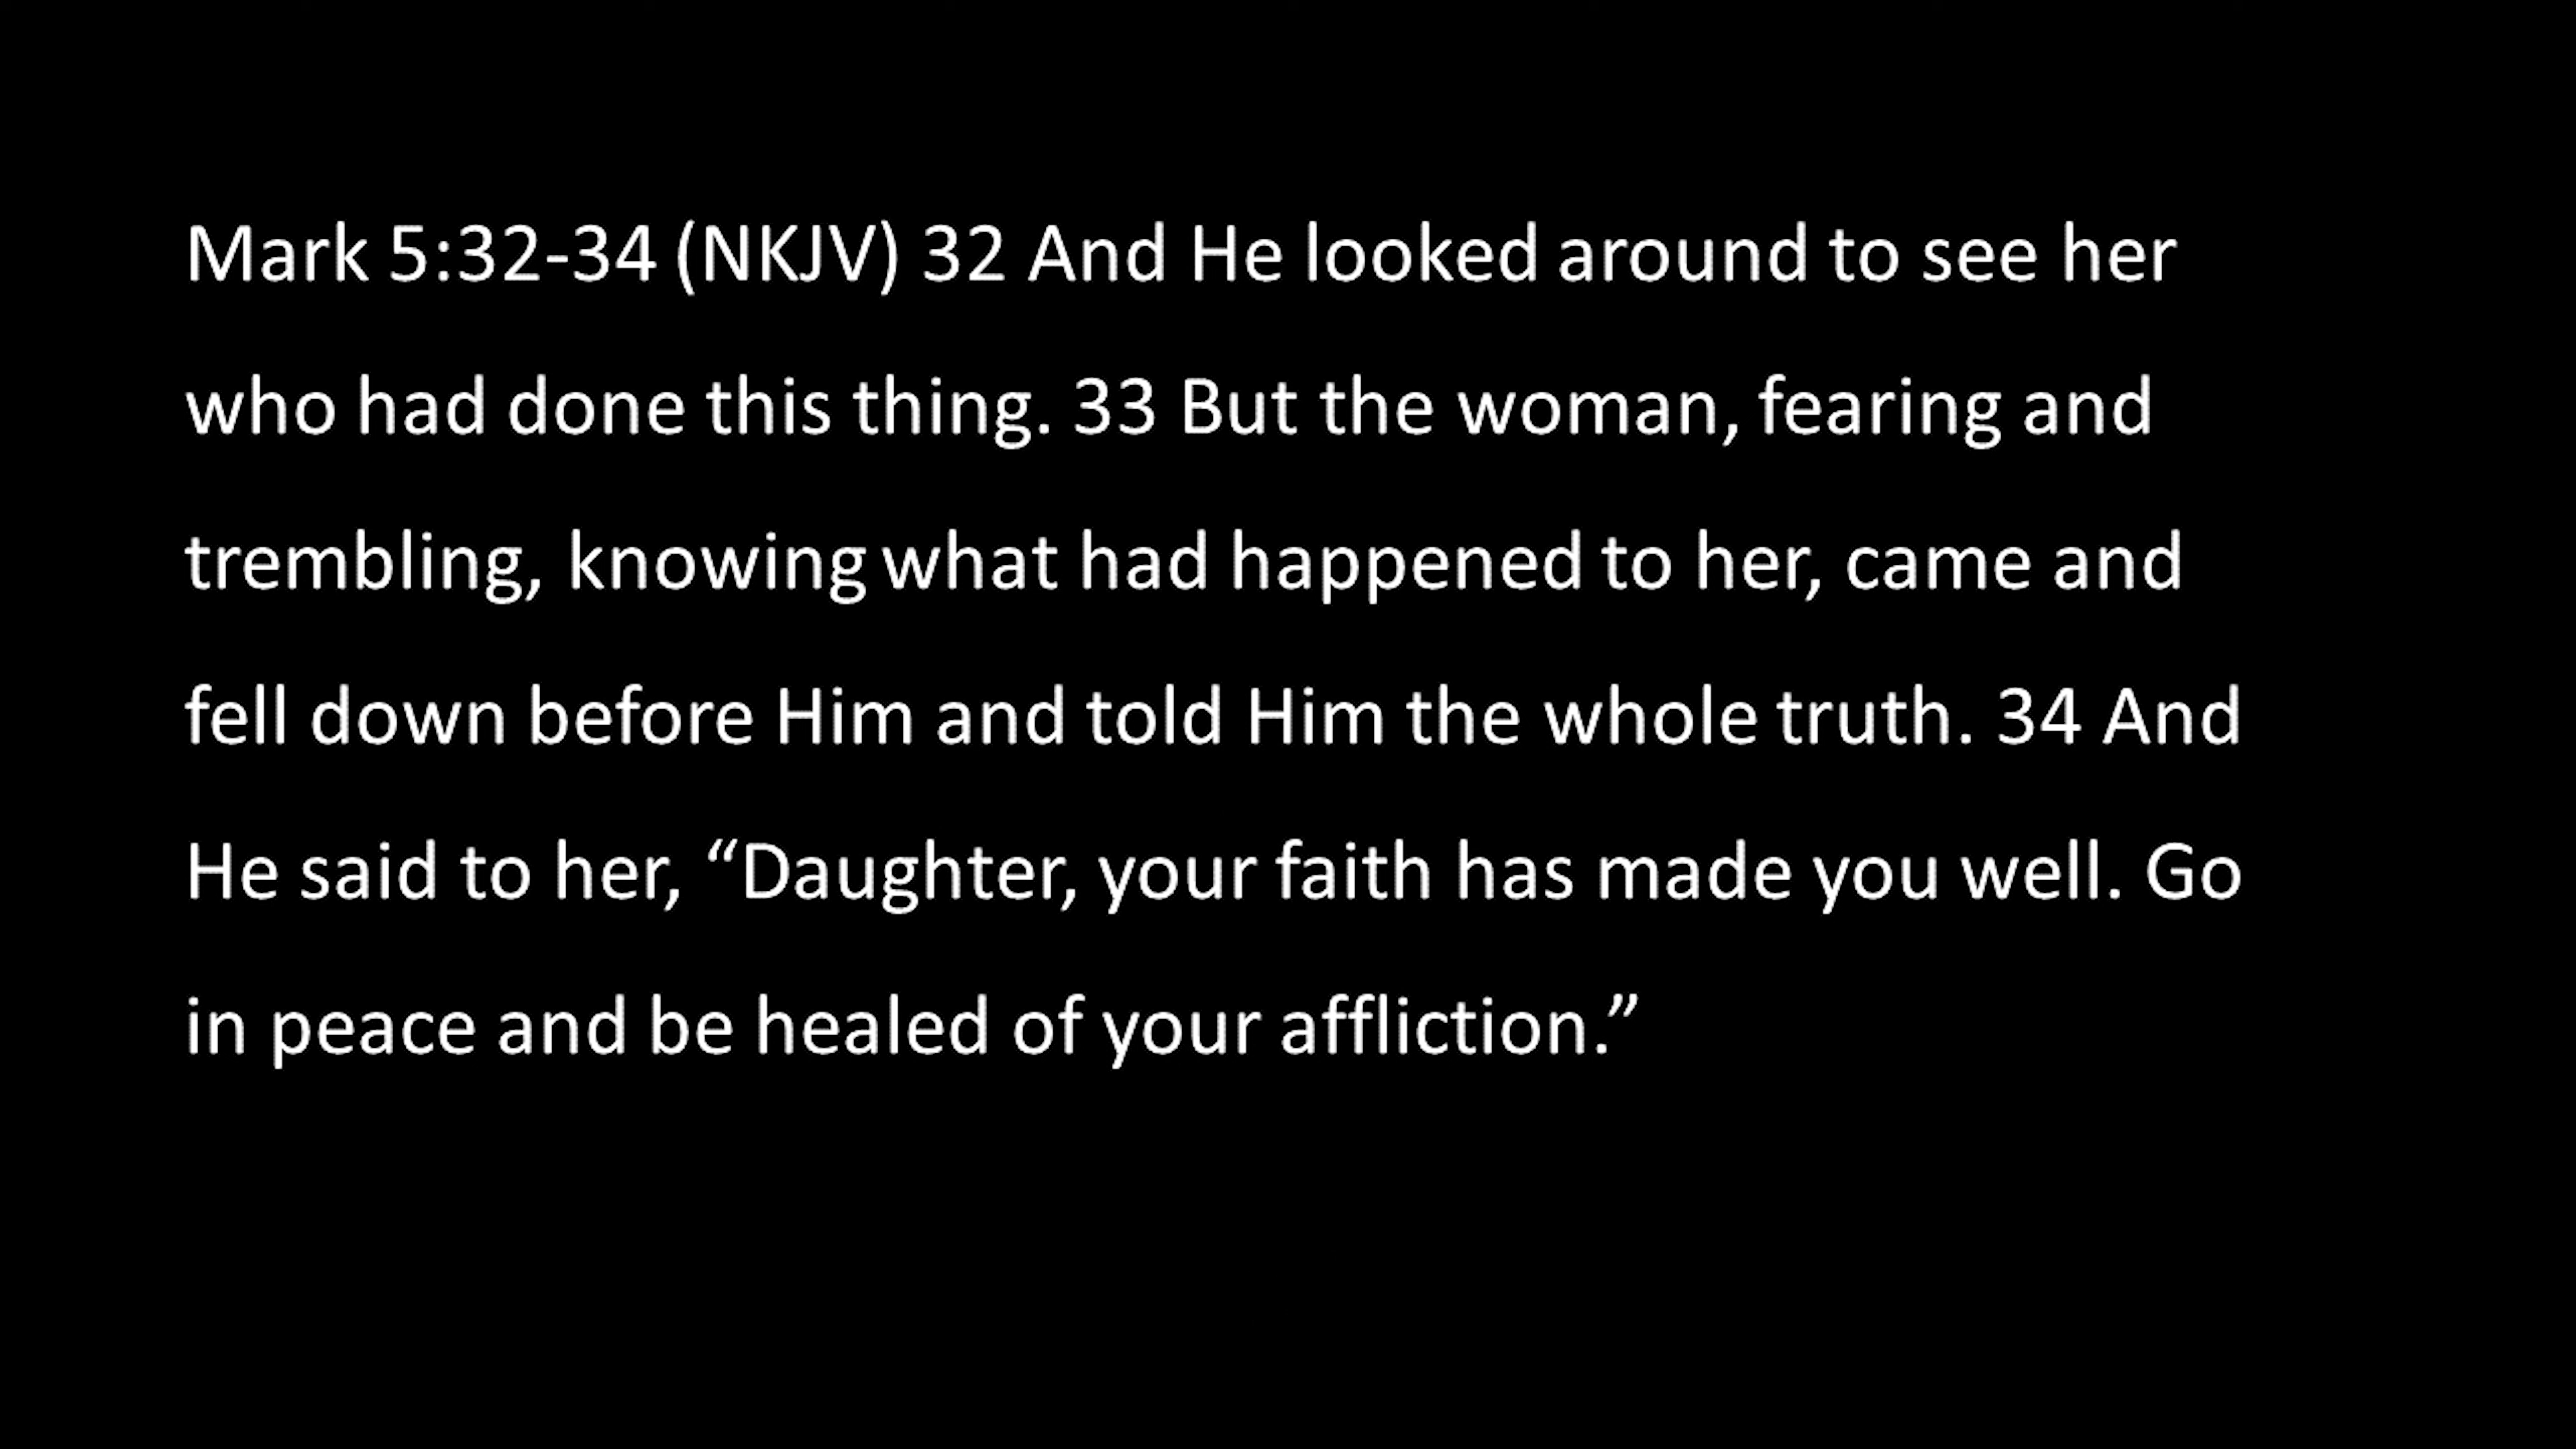 Mark 5:32-34 (NKJV) 32 And He looked around to see her
who had done this thing. 33 But the woman, fearing and
trembling, knowing what had happened to her, came and
fell down before Him and told Him the whole truth. 34 And
He said to her, “Daughter, your faith has made you well. Go
in peace and be healed of your affliction.”